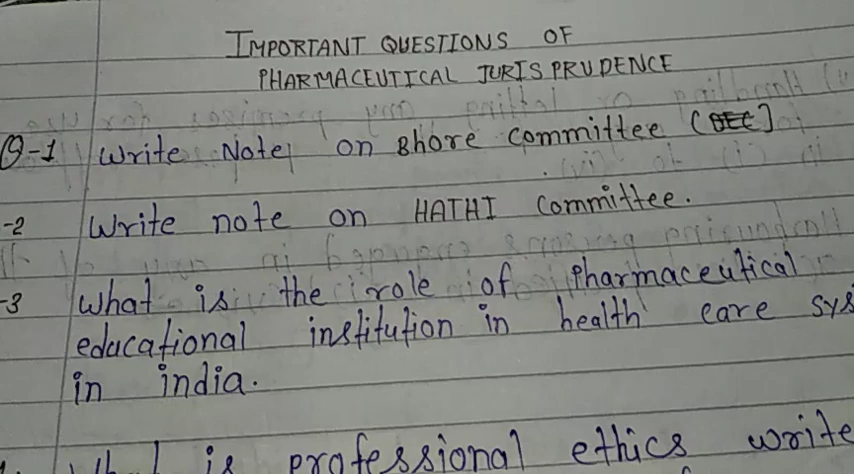 IMPORTANT QUESTIONS OF
PHARMACEUTICAL JURISPRUDENCE
Q-1 Write Note on Bhore committee (
-2 Write note on HATHI Committee.
-3 what is the role of pharmaceutical
educational institution in health care sys
in india.
is professional ethics write